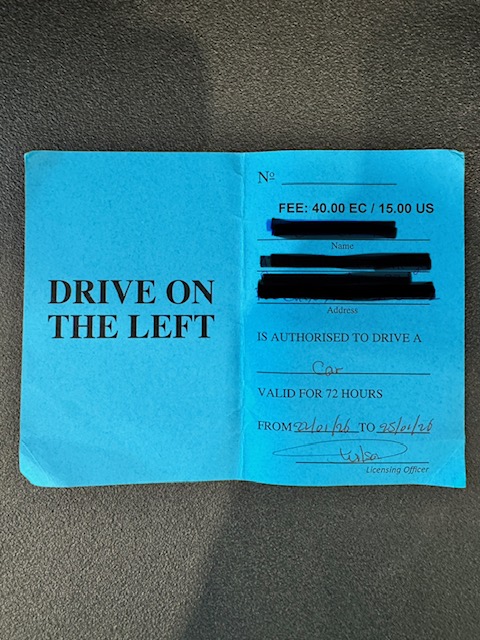 DRIVE ON
THE LEFT
Nº
FEE: 40.00 EC / 15.00 US
Name
Address
IS AUTHORISED TO DRIVE A
Car
VALID FOR 72 HOURS
FROM 22/01/26 TO 25/01/26
Licensing Officer